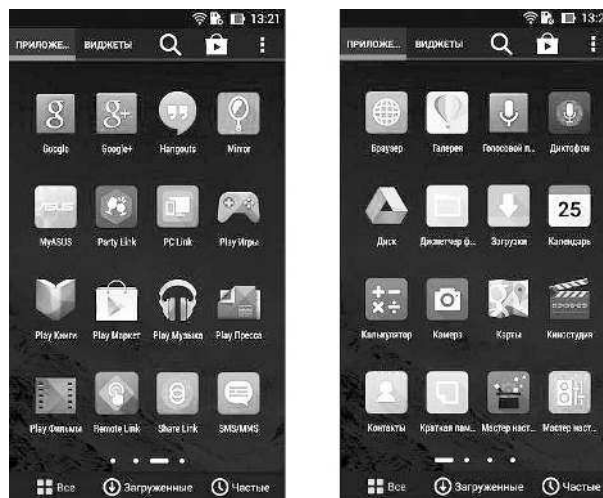 13:21
ПРИЛОЖЕ... ВИДЖЕТЫ
Google Google+ Hangouts Mirror
MyASUS Party Link PC Link Play Игры
Play Книги Play Маркет Play Музыка Play Пресса
Play Фильмы Remote Link Share Link SMS/MMS
Все Загруженные Частые
13:2
ПРИЛОЖЕ... ВИДЖЕТЫ
Браузер Галерея Голосовой п... Диктофон
25
Диск Диспетчер ф... Загрузки Календарь
Калькулятор Камера Карты Киностудия
Контакты Краткая пам... Мастер наст... Мастер наст...
Все Загруженные Частые